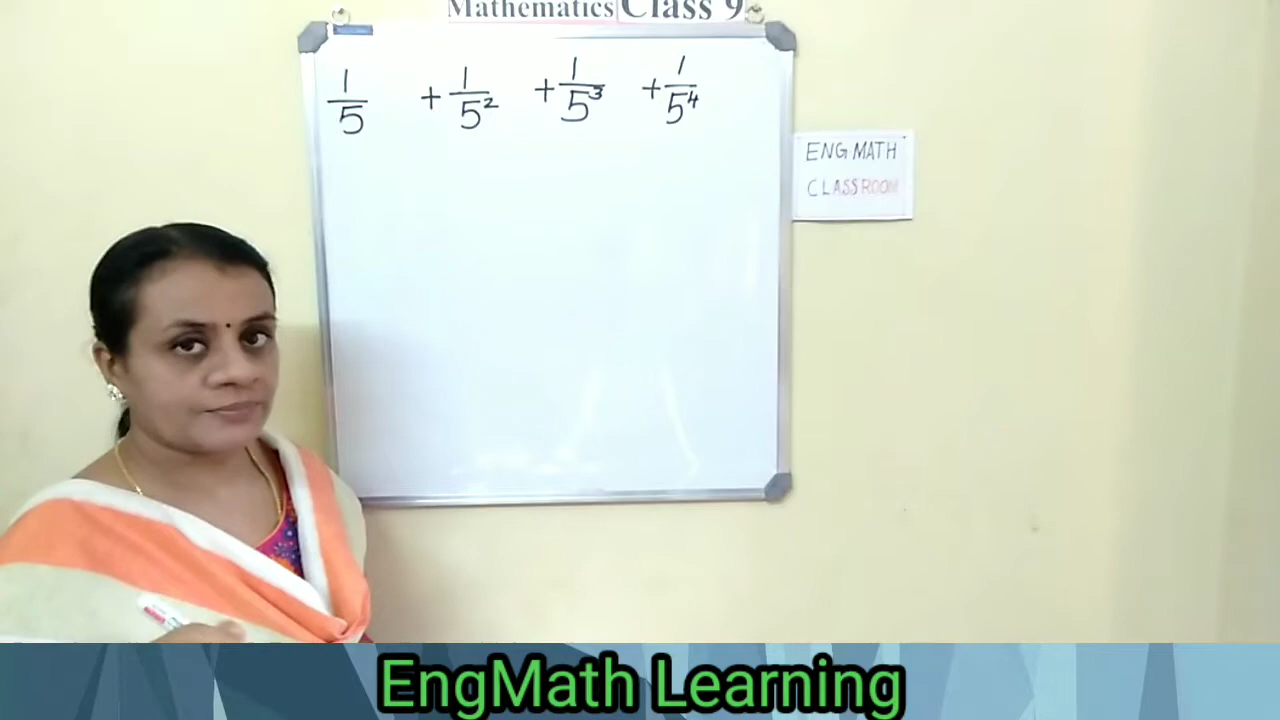 Mathematics Class 9
1/5 + 1/5² + 1/5³ + 1/5⁴
ENG MATH
CLASSROOM
EngMath Learning